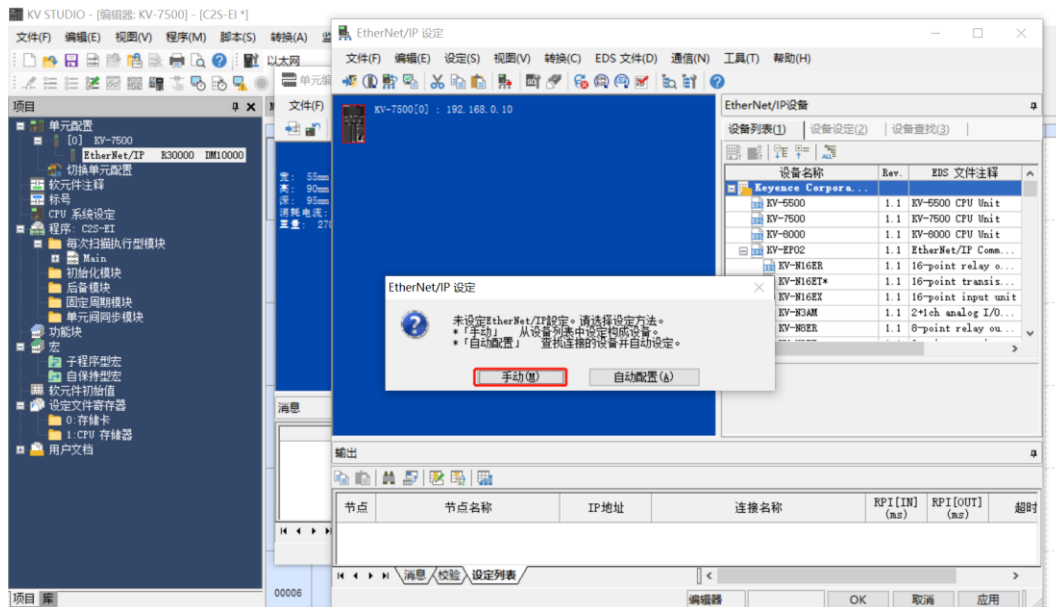 KV STUDIO - [编辑器: KV-7500] - [C2S-EI *]
文件(F) 编辑(E) 视图(V) 程序(M) 脚本(S) 转换(A) 监
以太网
项目
单元配置
[0] KV-7500
EtherNet/IP R30000 DM10000
切换单元配置
软元件注释
标号
CPU 系统设定
程序: C2S-EI
每次扫描执行型模块
Main
初始化模块
后备模块
固定周期模块
单元间同步模块
功能块
宏
子程序型宏
自保持型宏
软元件初始值
设定文件寄存器
0:存储卡
1:CPU 存储器
用户文档
项目 库
单元编
文件(F)
宽: 55mm
高: 90mm
深: 95mm
消耗电流:
重量: 270
消息
00006
EtherNet/IP 设定
文件(F) 编辑(E) 设定(S) 视图(V) 转换(C) EDS 文件(D) 通信(N) 工具(T) 帮助(H)
KV-7500[0] : 192.168.0.10
EtherNet/IP设备
设备列表(1) 设备设定(2) 设备查找(3)
设备名称 Rev. EDS 文件注释
Keyence Corpora...
KV-5500 1.1 KV-5500 CPU Unit
KV-7500 1.1 KV-7500 CPU Unit
KV-8000 1.1 KV-8000 CPU Unit
KV-EP02 1.1 EtherNet/IP Comm...
KV-N16ER 1.1 16-point relay o...
KV-N16ET* 1.1 16-point transis...
KV-N16EX 1.1 16-point input unit
KV-N3AM 1.1 2+1ch analog I/O...
KV-N8ER 1.1 8-point relay ou...
EtherNet/IP 设定
未设定EtherNet/IP设定。请选择设定方法。
*「手动」 从设备列表中设定构成设备。
*「自动配置」 查找连接的设备并自动设定。
手动(M) 自动配置(A)
输出
节点 节点名称 IP地址 连接名称 RPI[IN] (ms) RPI[OUT] (ms) 超时
消息 校验 设定列表
编辑器 OK 取消 应用